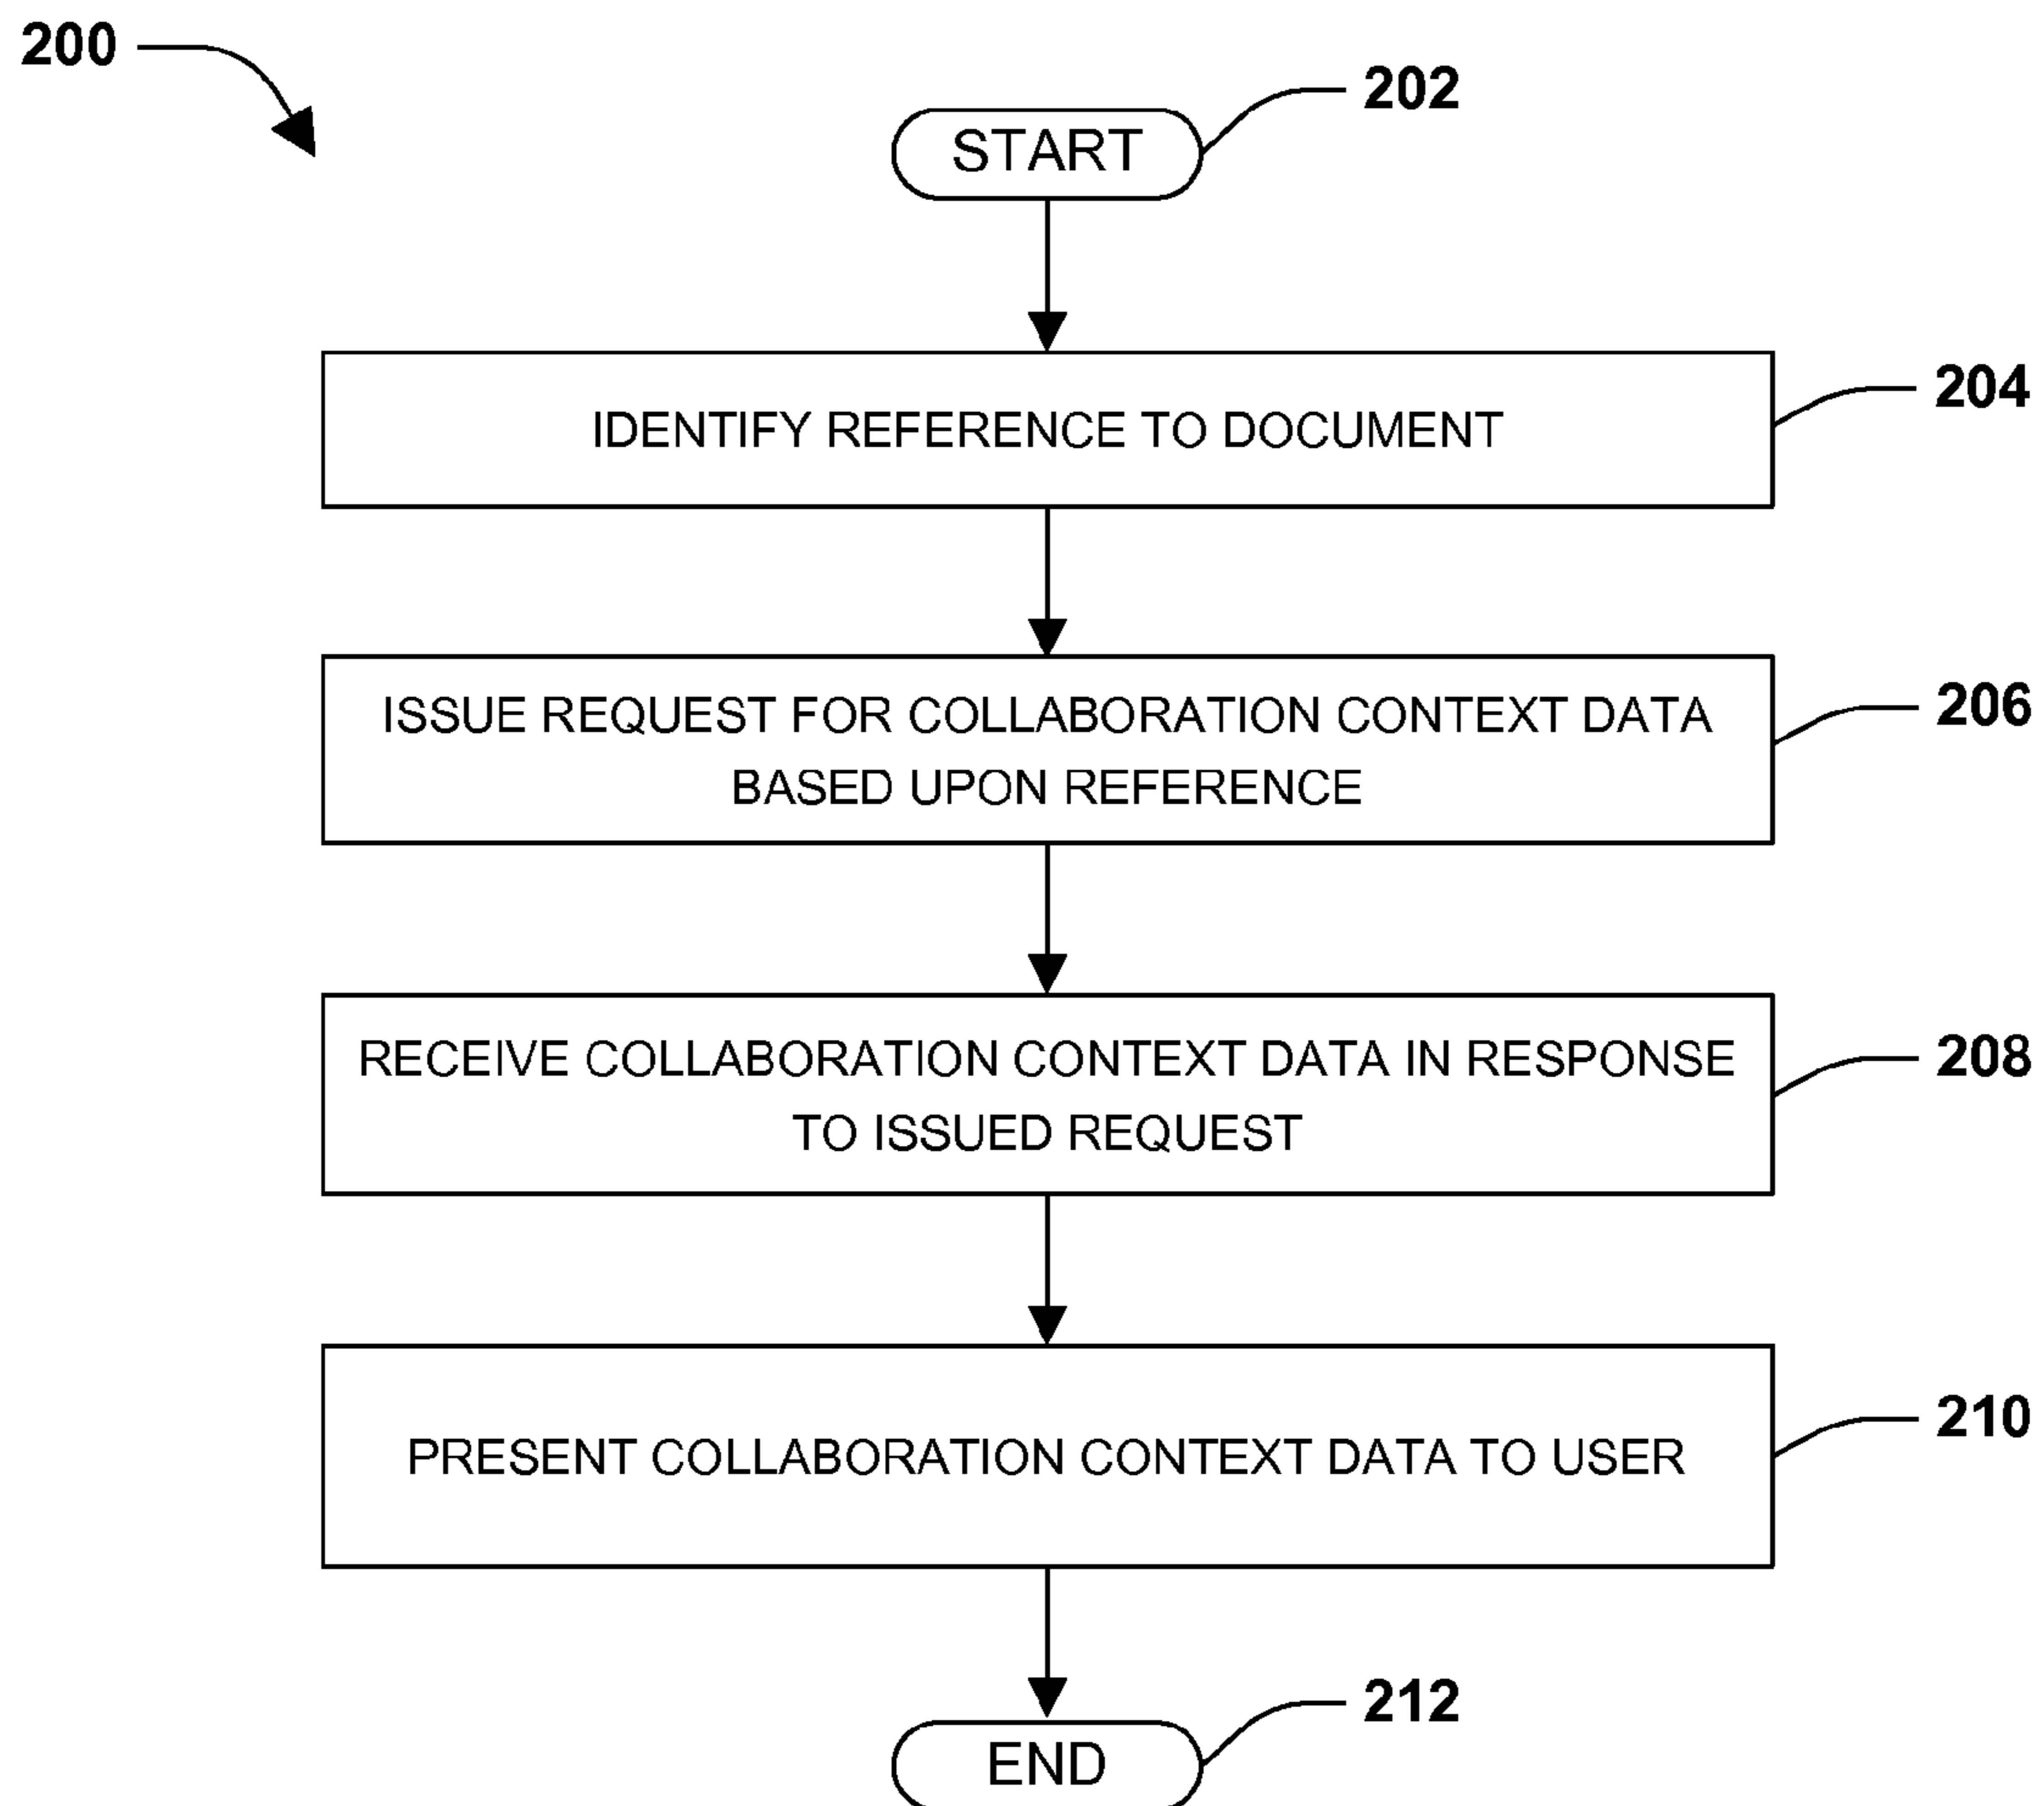 200
202
START
204
IDENTIFY REFERENCE TO DOCUMENT
206
ISSUE REQUEST FOR COLLABORATION CONTEXT DATA
BASED UPON REFERENCE
208
RECEIVE COLLABORATION CONTEXT DATA IN RESPONSE
TO ISSUED REQUEST
210
PRESENT COLLABORATION CONTEXT DATA TO USER
212
END